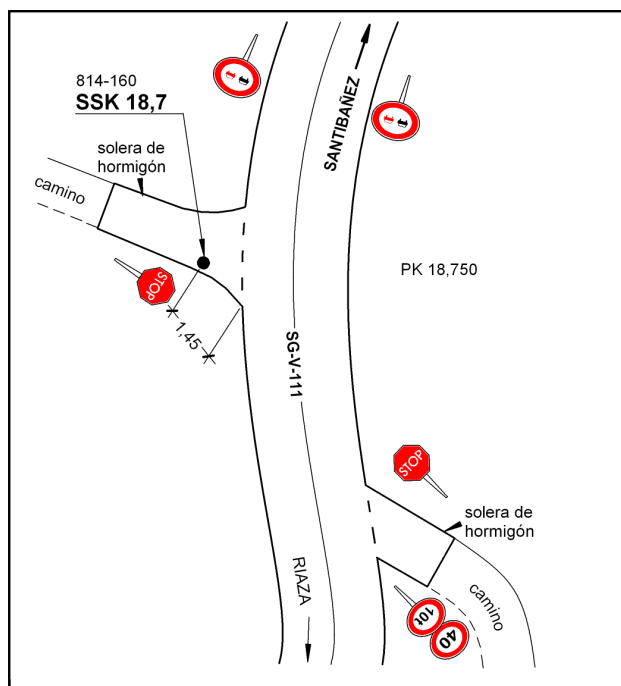 814-160
SSK 18,7
solera de
hormigón
camino
STOP
1,45
SG-V-111
SANTIBAÑEZ
PK 18,750
STOP
solera de
hormigón
RIAZA
10t
40
camino